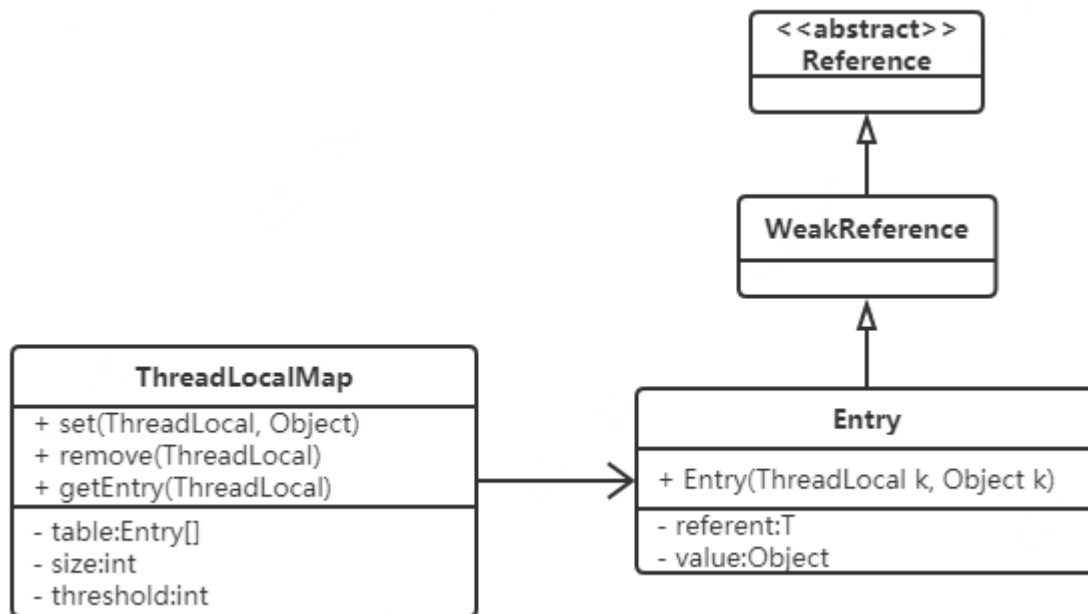 <<abstract>>
Reference
WeakReference
ThreadLocalMap
+ set(ThreadLocal, Object)
+ remove(ThreadLocal)
+ getEntry(ThreadLocal)
- table:Entry[]
- size:int
- threshold:int
Entry
+ Entry(ThreadLocal k, Object k)
- referent:T
- value:Object